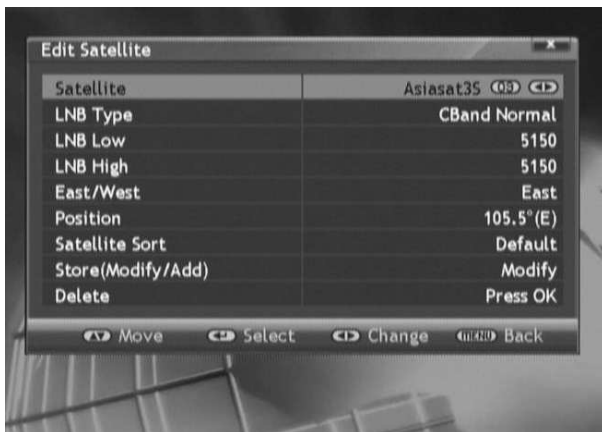 Edit Satellite
Satellite Asiasat3S
LNB Type CBand Normal
LNB Low 5150
LNB High 5150
East/West East
Position 105.5°(E)
Satellite Sort Default
Store(Modify/Add) Modify
Delete Press OK
Move Select Change MENU Back